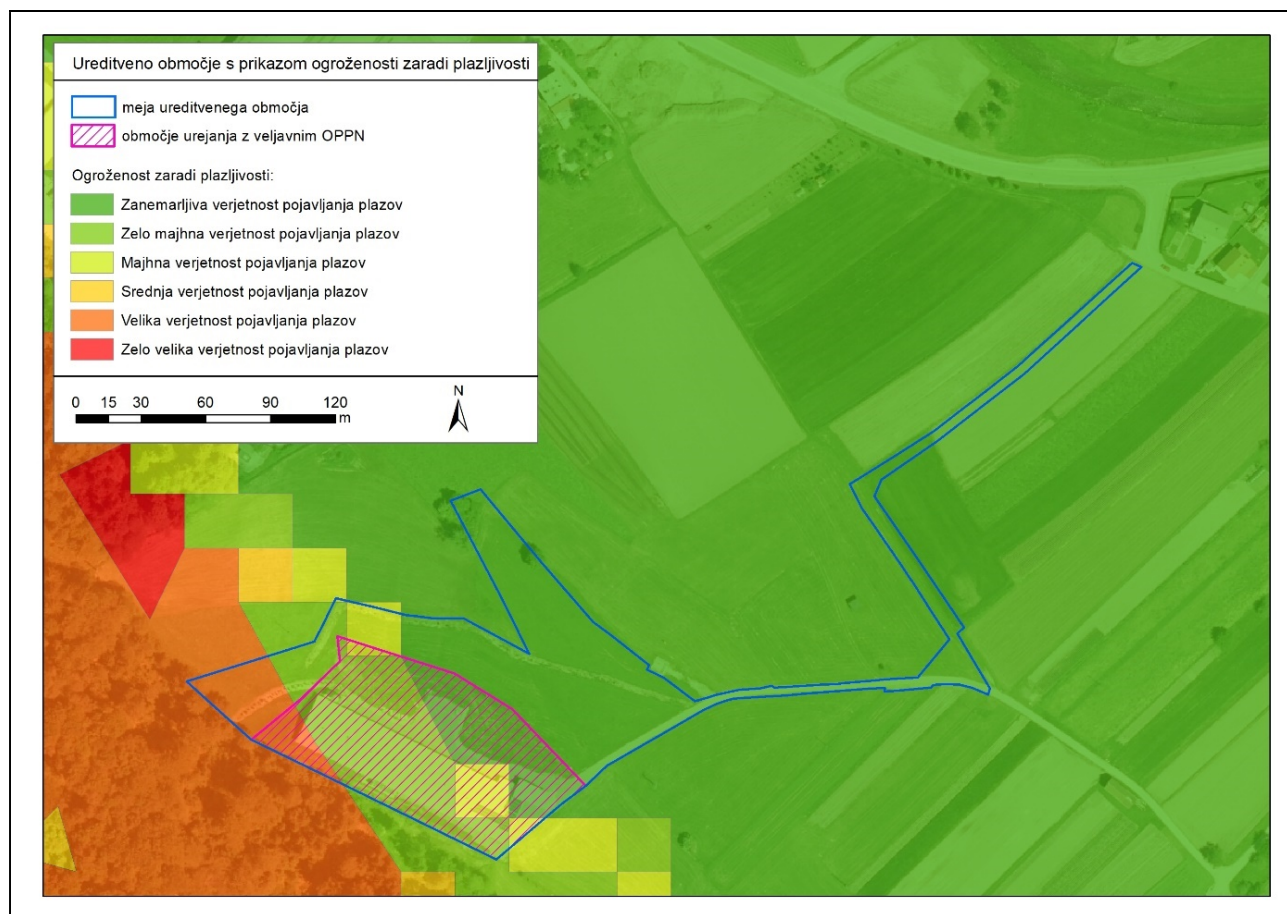 Ureditveno območje s prikazom ogroženosti zaradi plazljivosti
meja ureditvenega območja
območje urejanja z veljavnim OPPN
Ogroženost zaradi plazljivosti:
Zanemarljiva verjetnost pojavljanja plazov
Zelo majhna verjetnost pojavljanja plazov
Majhna verjetnost pojavljanja plazov
Srednja verjetnost pojavljanja plazov
Velika verjetnost pojavljanja plazov
Zelo velika verjetnost pojavljanja plazov
0 15 30 60 90 120
m
N